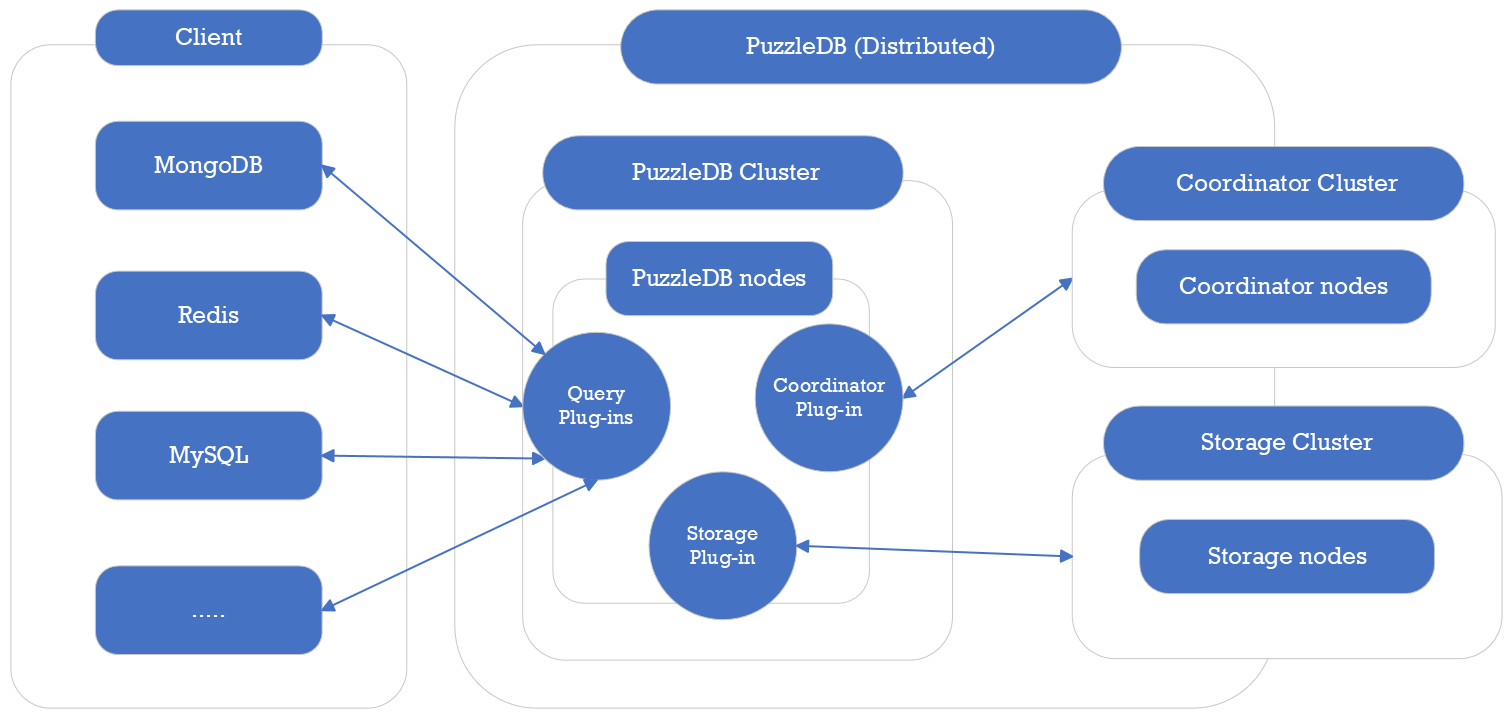 Client
MongoDB
Redis
MySQL
.....
PuzzleDB (Distributed)
PuzzleDB Cluster
PuzzleDB nodes
Query
Plug-ins
Coordinator
Plug-in
Storage
Plug-in
Coordinator Cluster
Coordinator nodes
Storage Cluster
Storage nodes